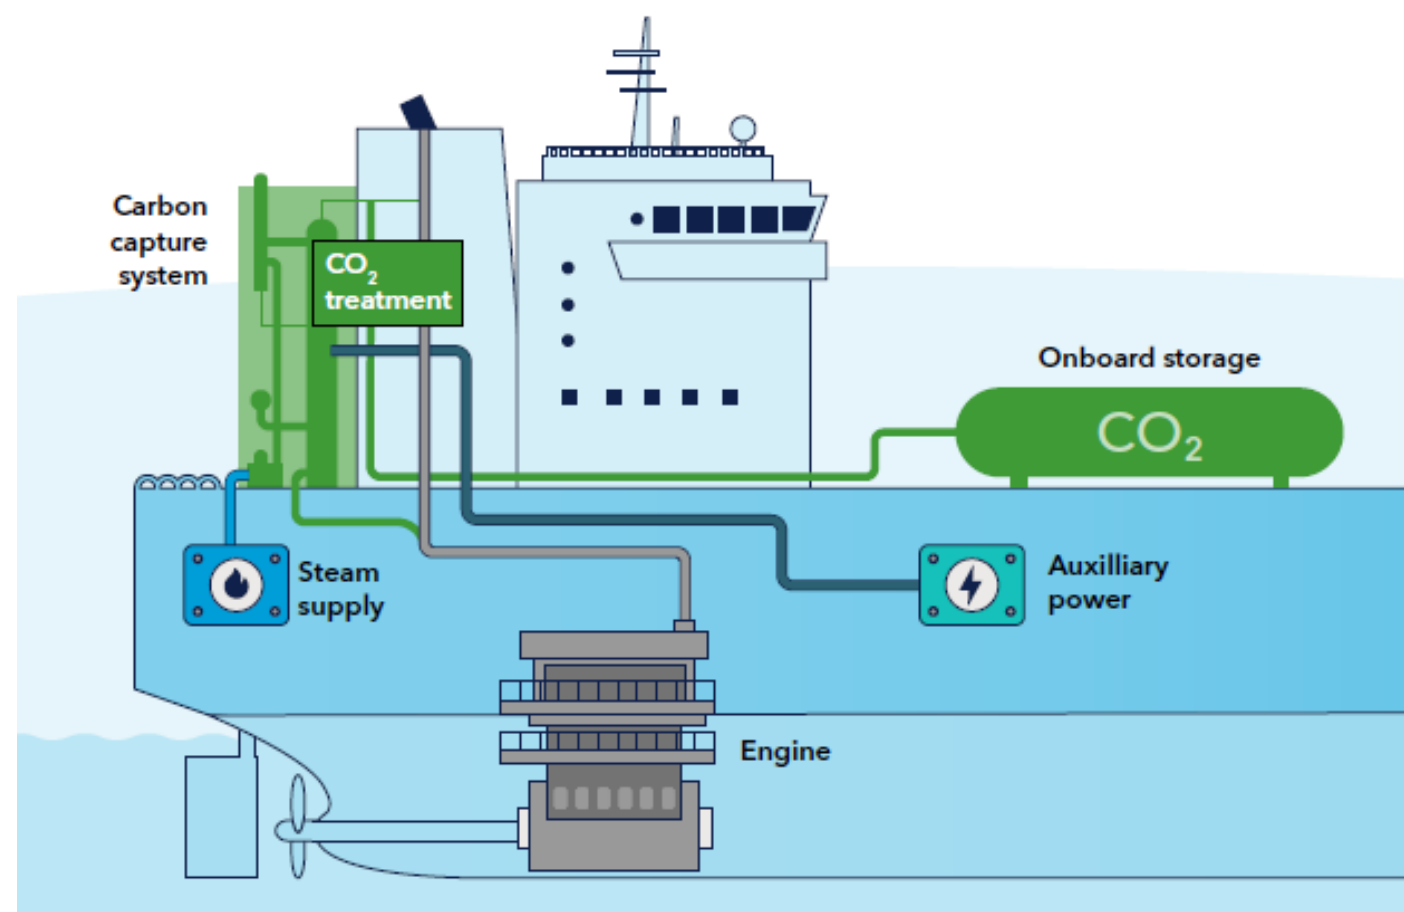 Carbon
capture
system
CO₂
treatment
Onboard storage
CO₂
Steam
supply
Auxilliary
power
Engine